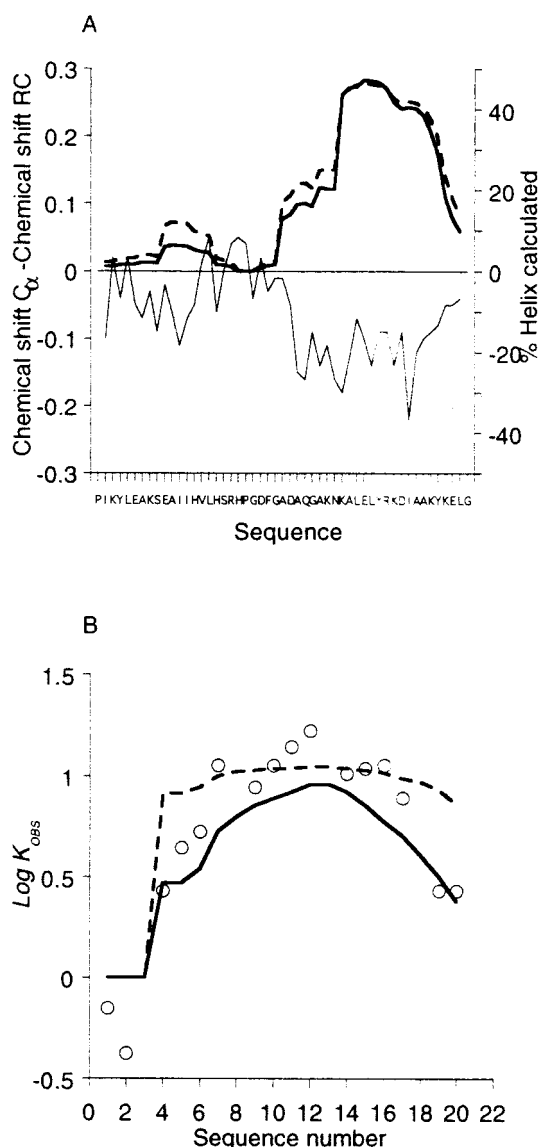 A
Chemical shift Cα -Chemical shift RC
0.3
0.2
0.1
0
-0.1
-0.2
-0.3
40
20
0
-20
-40
% Helix calculated
PIKYLEAKSEAIIHVLHSRHPGDFGADAQGAKNKALELYRKDIAAKYKELG
Sequence
B
Log K_OBS
1.5
1
0.5
0
-0.5
0 2 4 6 8 10 12 14 16 18 20 22
Sequence number